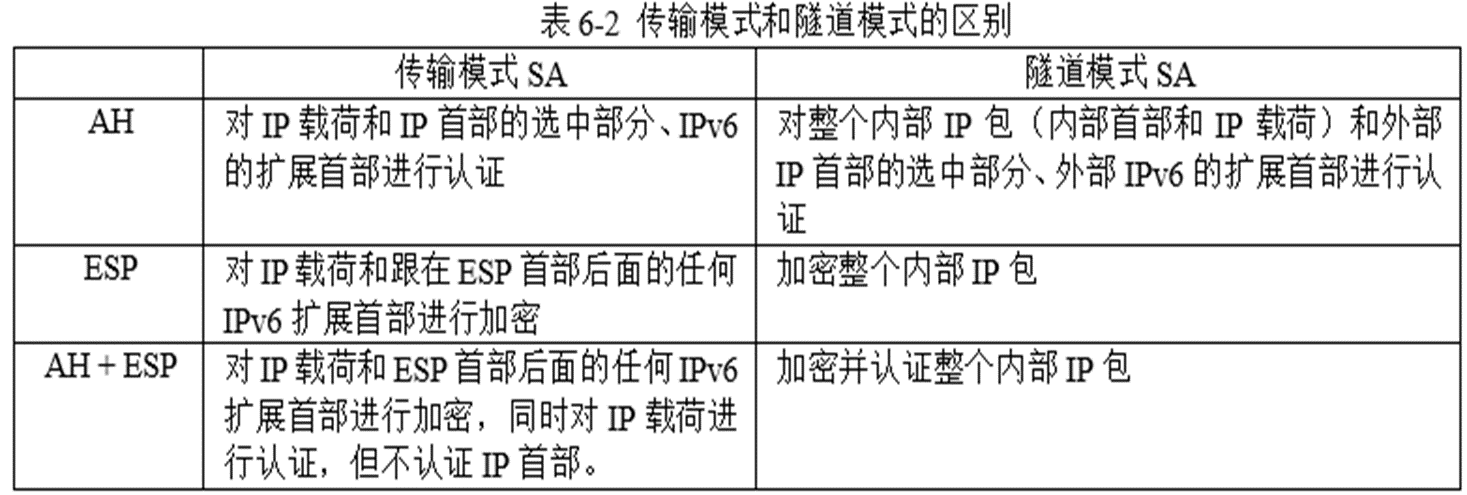 表 6-2 传输模式和隧道模式的区别
传输模式 SA
隧道模式 SA
AH
对 IP 载荷和 IP 首部的选中部分、IPv6
的扩展首部进行认证
对整个内部 IP 包（内部首部和 IP 载荷）和外部
IP 首部的选中部分、外部 IPv6 的扩展首部进行认
证
ESP
对 IP 载荷和跟在 ESP 首部后面的任何
IPv6 扩展首部进行加密
加密整个内部 IP 包
AH + ESP
对 IP 载荷和 ESP 首部后面的任何 IPv6
扩展首部进行加密，同时对 IP 载荷进
行认证，但不认证 IP 首部。
加密并认证整个内部 IP 包